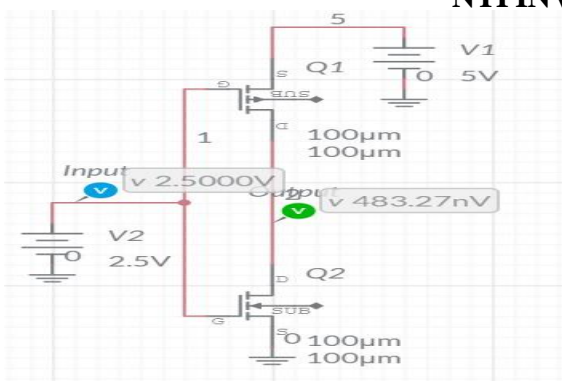 5
V1
0
5V
S
Q1
G
SUB
D
100µm
100µm
1
Input
v 2.5000V
v
v
v 483.27nV
V2
0
2.5V
D
Q2
SUB
G
S
0
100µm
100µm